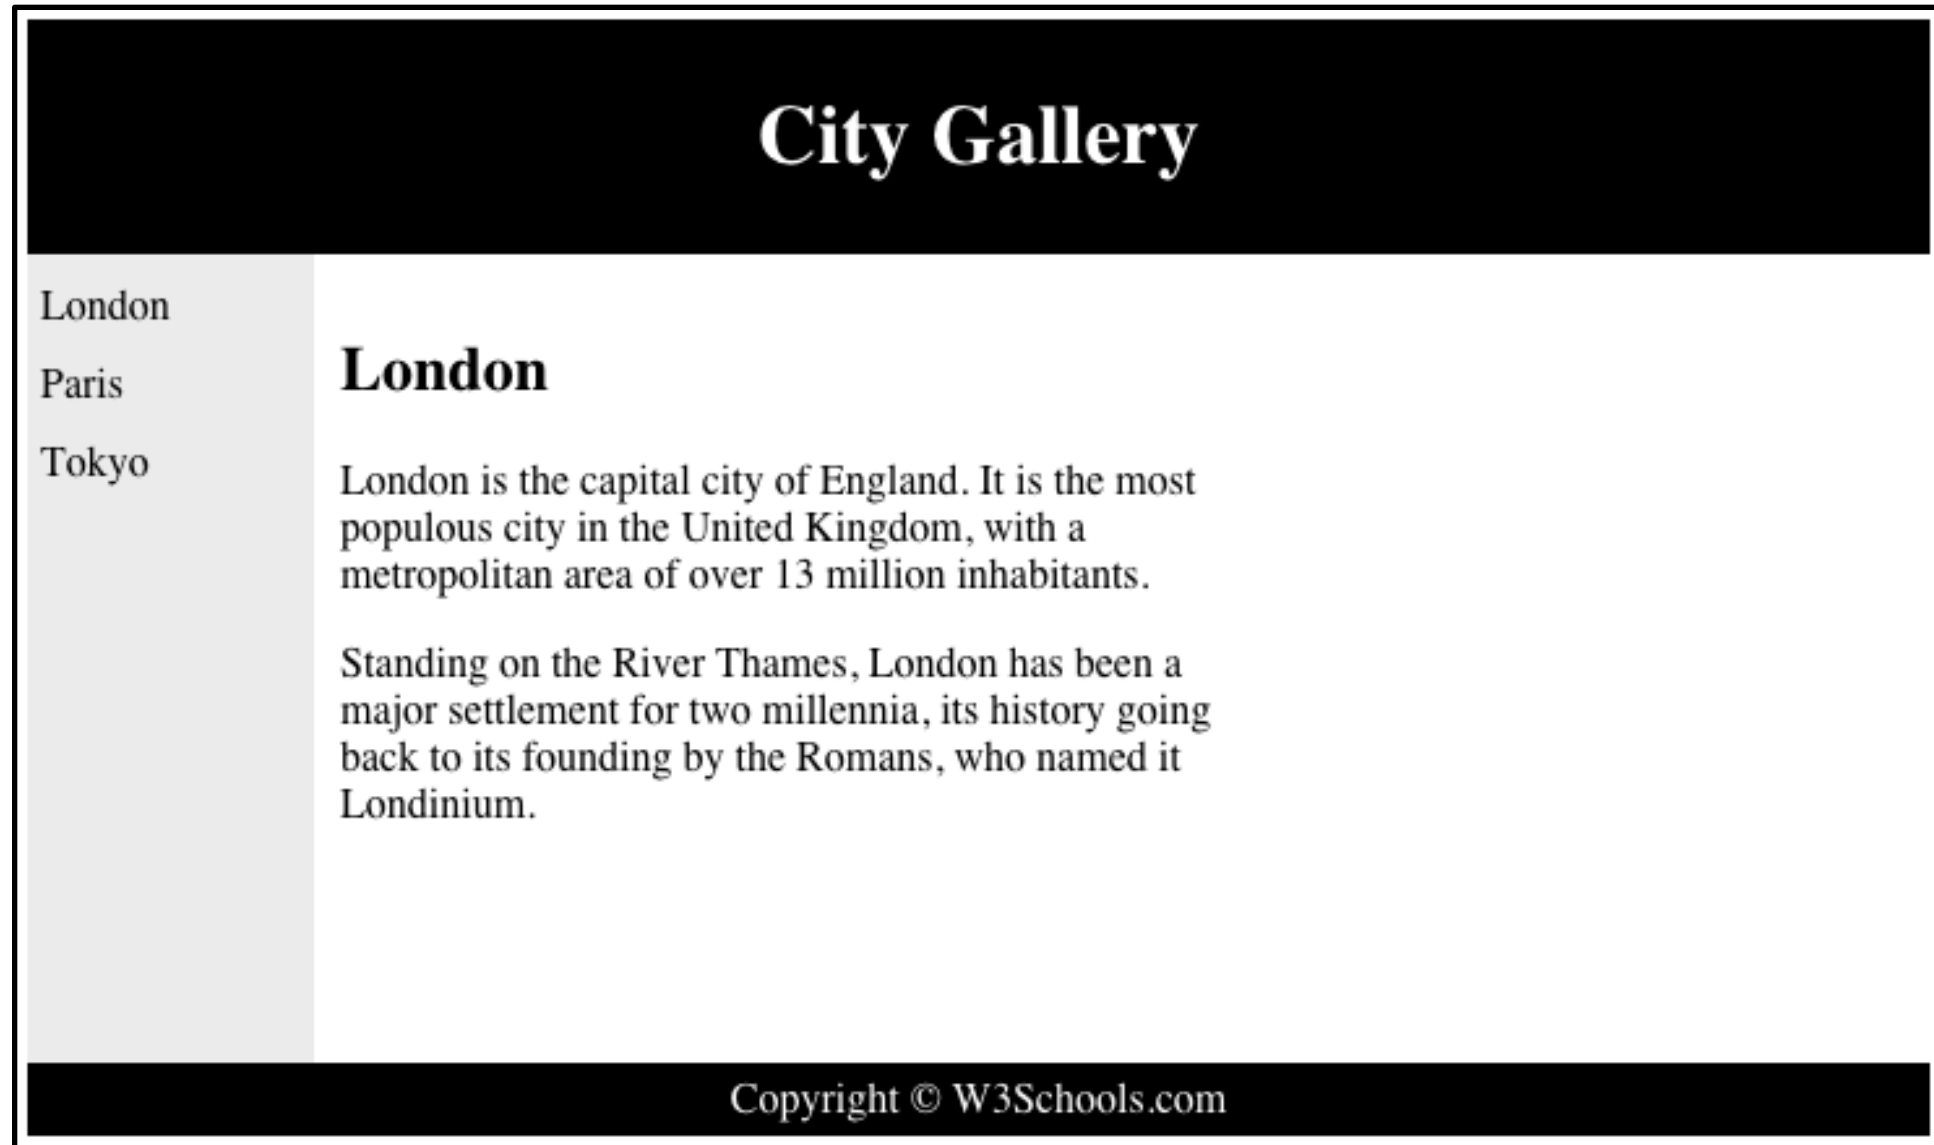 City Gallery
London
Paris
Tokyo
London
London is the capital city of England. It is the most
populous city in the United Kingdom, with a
metropolitan area of over 13 million inhabitants.
Standing on the River Thames, London has been a
major settlement for two millennia, its history going
back to its founding by the Romans, who named it
Londinium.
Copyright © W3Schools.com